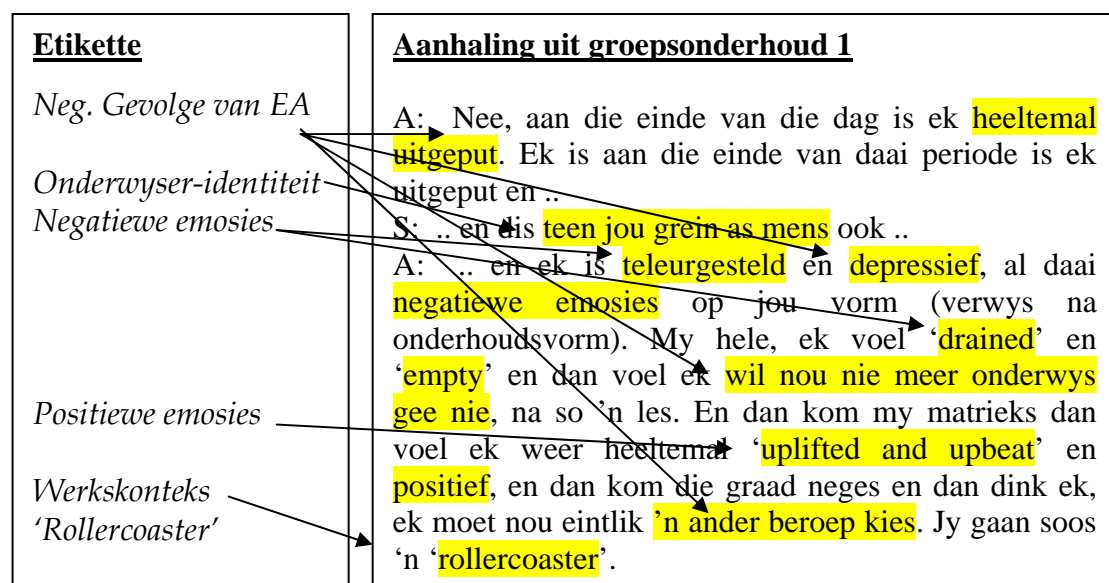 Etikette
Neg. Gevolge van EA
Onderwyser-identiteit
Negatiewe emosies
Positiewe emosies
Werkskonteks
‘Rollercoaster’
Aanhaling uit groepsonderhoud 1
A: Nee, aan die einde van die dag is ek heeltemal
uitgeput. Ek is aan die einde van daai periode is ek
uitgeput en ..
S: .. en dis teen jou grein as mens ook ..
A: .. en ek is teleurgesteld en depressief, al daai
negatiewe emosies op jou vorm (verwys na
onderhoudsvorm). My hele, ek voel ‘drained’ en
‘empty’ en dan voel ek wil nou nie meer onderwys
gee nie, na so ’n les. En dan kom my matrieks dan
voel ek weer heeltemal ‘uplifted and upbeat’ en
positief, en dan kom die graad neges en dan dink ek,
ek moet nou eintlik ’n ander beroep kies. Jy gaan soos
‘n ‘rollercoaster’.